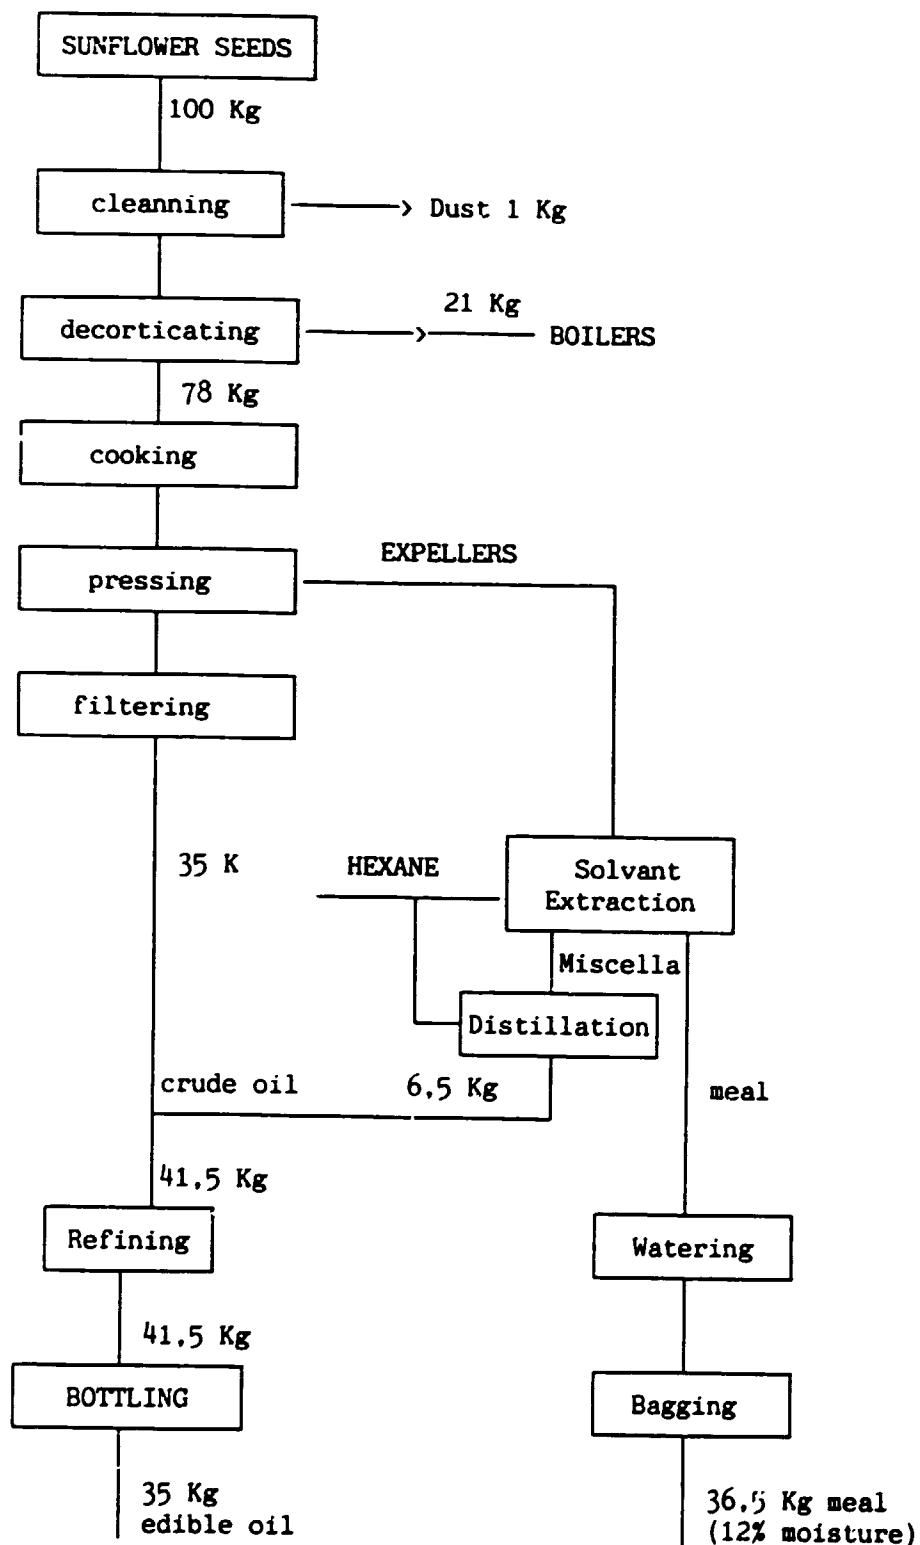 SUNFLOWER SEEDS
100 Kg
cleanning
Dust 1 Kg
21 Kg
decorticating
BOILERS
78 Kg
cooking
EXPELLERS
pressing
filtering
35 K
HEXANE
Solvant
Extraction
Miscella
Distillation
crude oil
6,5 Kg
meal
41,5 Kg
Refining
Watering
41,5 Kg
BOTTLING
Bagging
35 Kg
edible oil
36,5 Kg meal
(12% moisture)